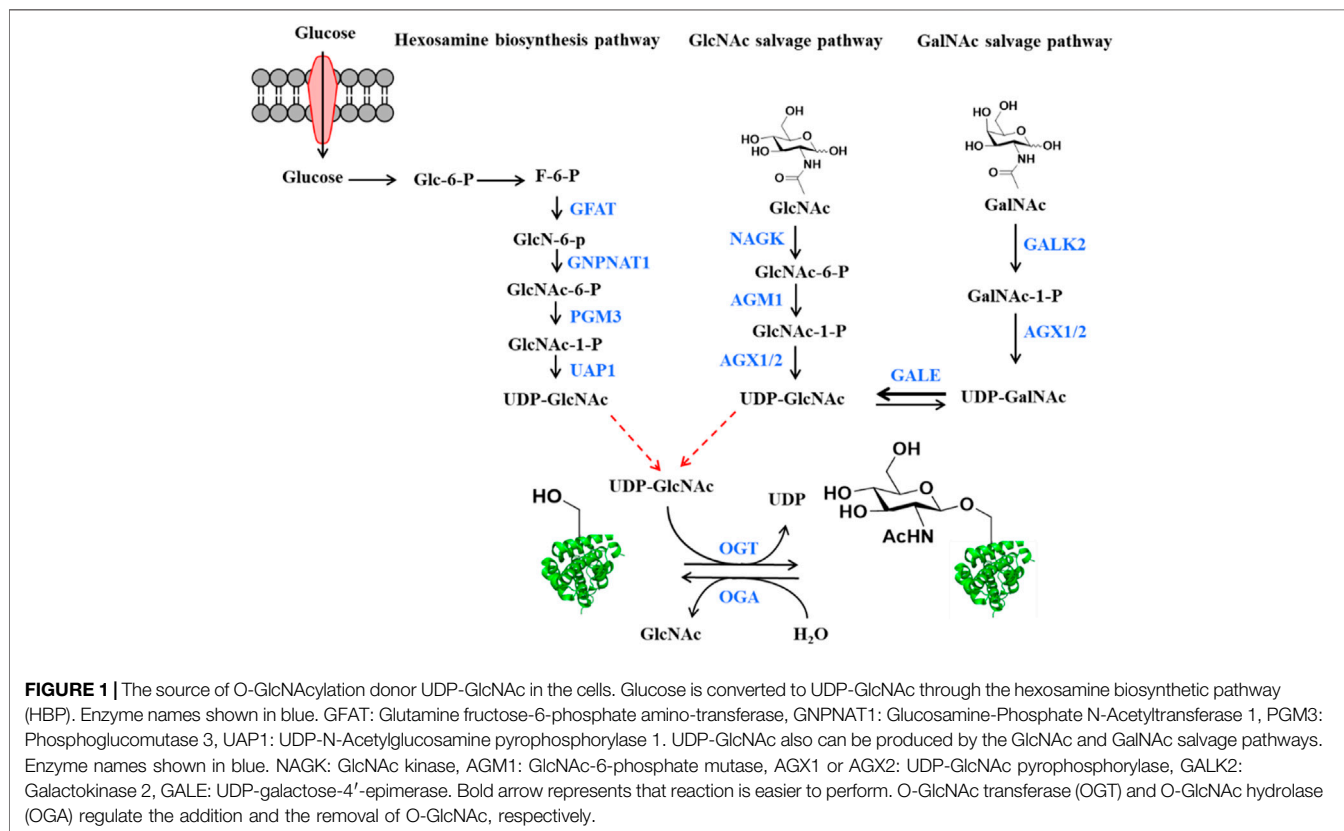 Glucose
Hexosamine biosynthesis pathway
GlcNAc salvage pathway
GalNAc salvage pathway
OH
HO
O
HO
OH
NH
O
GlcNAc
HO
OH
O
HO
OH
NH
O
GalNAc
Glucose
Glc-6-P
F-6-P
GFAT
GlcN-6-p
GNPNAT1
GlcNAc-6-P
PGM3
GlcNAc-1-P
UAP1
UDP-GlcNAc
NAGK
GlcNAc-6-P
AGM1
GlcNAc-1-P
AGX1/2
UDP-GlcNAc
GALK2
GalNAc-1-P
AGX1/2
GALE
UDP-GalNAc
HO
UDP-GlcNAc
UDP
OGT
OGA
GlcNAc
H₂O
OH
HO
O
HO
O
AcHN
FIGURE 1 | The source of O-GlcNAcylation donor UDP-GlcNAc in the cells. Glucose is converted to UDP-GlcNAc through the hexosamine biosynthetic pathway
(HBP). Enzyme names shown in blue. GFAT: Glutamine fructose-6-phosphate amino-transferase, GNPNAT1: Glucosamine-Phosphate N-Acetyltransferase 1, PGM3:
Phosphoglucomutase 3, UAP1: UDP-N-Acetylglucosamine pyrophosphorylase 1. UDP-GlcNAc also can be produced by the GlcNAc and GalNAc salvage pathways.
Enzyme names shown in blue. NAGK: GlcNAc kinase, AGM1: GlcNAc-6-phosphate mutase, AGX1 or AGX2: UDP-GlcNAc pyrophosphorylase, GALK2:
Galactokinase 2, GALE: UDP-galactose-4′-epimerase. Bold arrow represents that reaction is easier to perform. O-GlcNAc transferase (OGT) and O-GlcNAc hydrolase
(OGA) regulate the addition and the removal of O-GlcNAc, respectively.